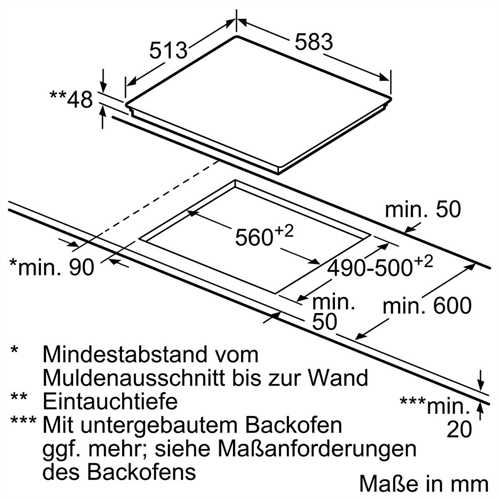 513
583
**48
min. 50
560+2
490-500+2
*min. 90
min.
50
min. 600
* Mindestabstand vom
Muldenausschnitt bis zur Wand
** Eintauchtiefe
*** Mit untergebautem Backofen
ggf. mehr; siehe Maßanforderungen
des Backofens
***min.
20
Maße in mm